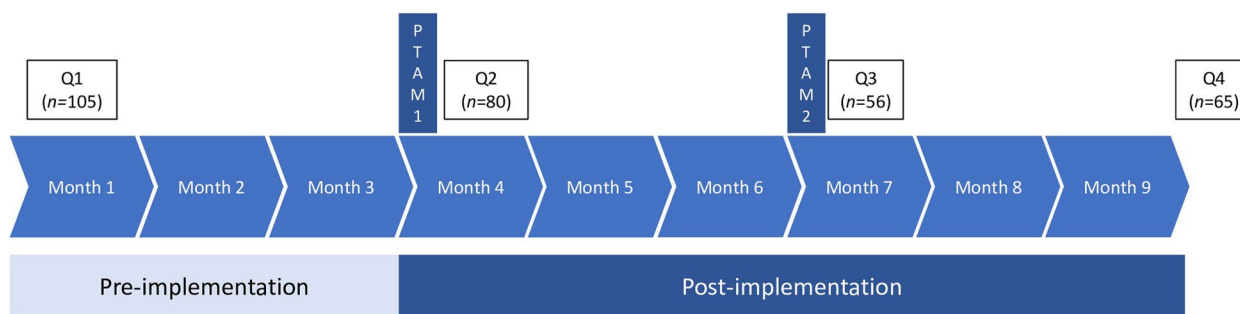 Q1
(n=105)
P
T
A
M
1
Q2
(n=80)
P
T
A
M
2
Q3
(n=56)
Q4
(n=65)
Month 1
Month 2
Month 3
Month 4
Month 5
Month 6
Month 7
Month 8
Month 9
Pre-implementation
Post-implementation